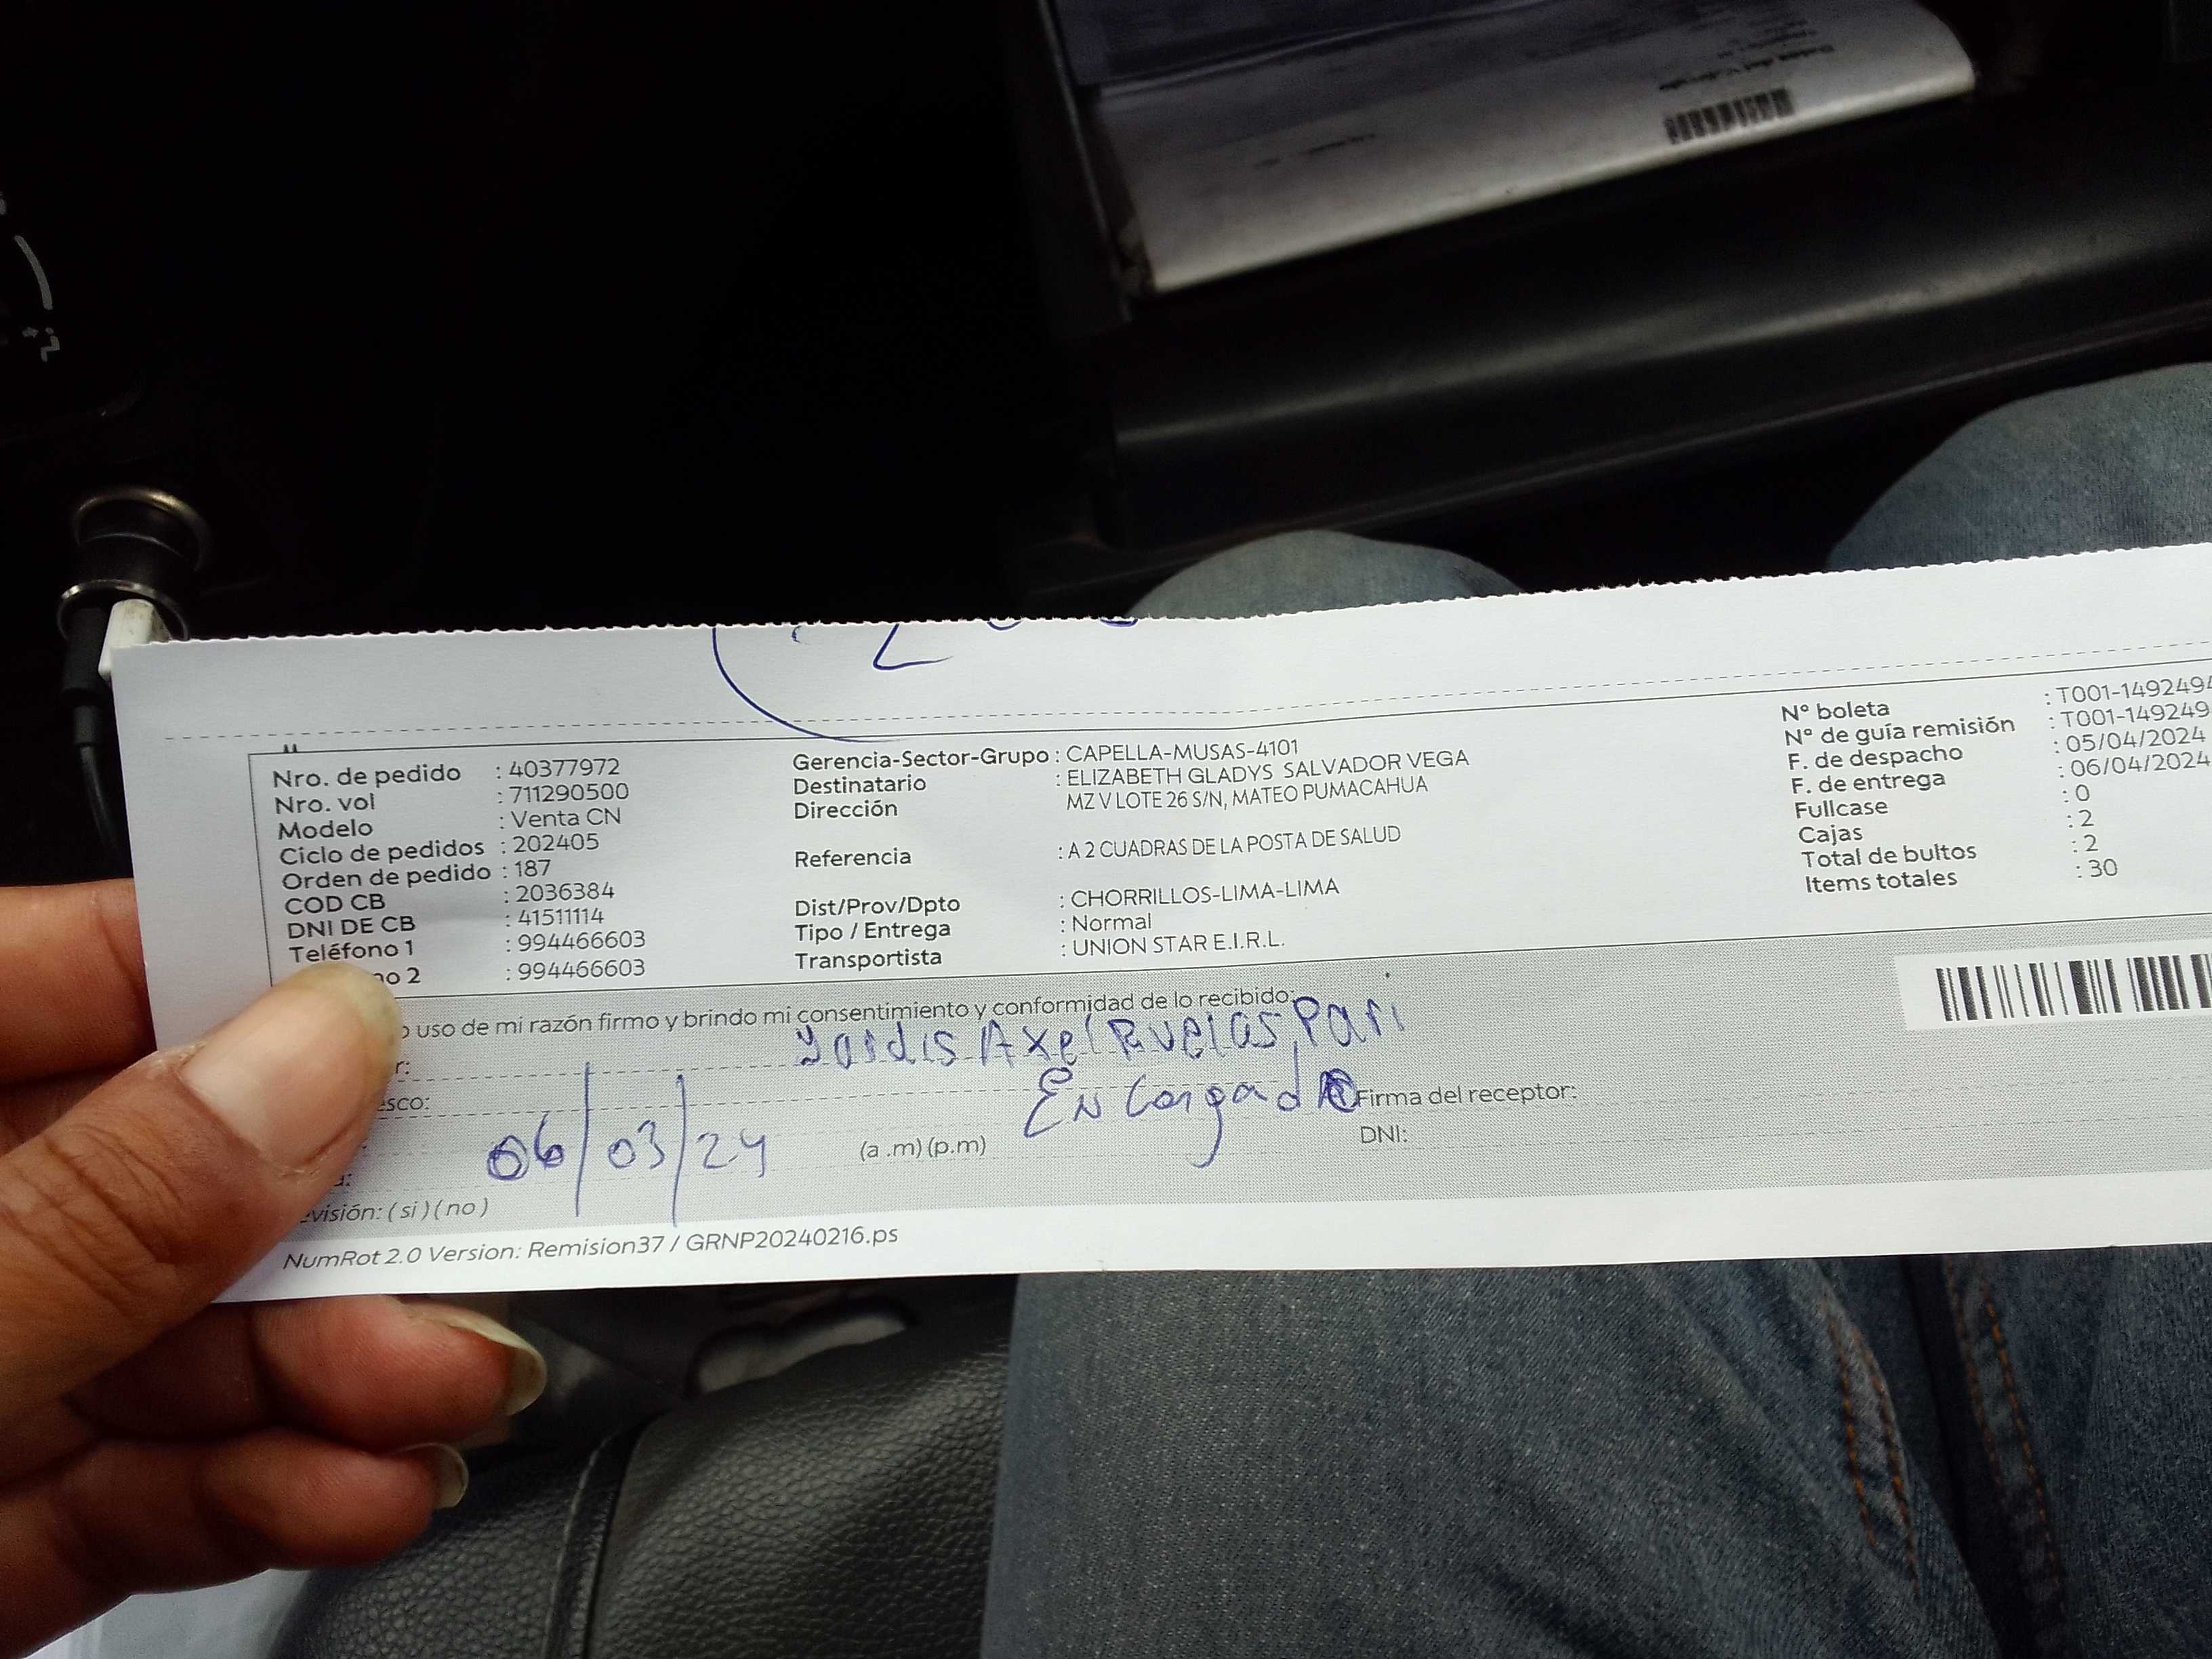 Nro. de pedido : 40377972
Nro. vol : 711290500
Modelo : Venta CN
Ciclo de pedidos : 202405
Orden de pedido : 187
COD CB : 2036384
DNI DE CB : 41511114
Teléfono 1 : 994466603
no 2 : 994466603
Gerencia-Sector-Grupo : CAPELLA-MUSAS-4101
Destinatario : ELIZABETH GLADYS SALVADOR VEGA
Dirección MZ V LOTE 26 S/N, MATEO PUMACAHUA
Referencia : A 2 CUADRAS DE LA POSTA DE SALUD
Dist/Prov/Dpto : CHORRILLOS-LIMA-LIMA
Tipo / Entrega : Normal
Transportista : UNION STAR E.I.R.L.
N° boleta : T001-1492494
N° de guía remisión : T001-149249
F. de despacho : 05/04/2024
F. de entrega : 06/04/2024
Fullcase : 0
Cajas : 2
Total de bultos : 2
Items totales : 30
o uso de mi razón firmo y brindo mi consentimiento y conformidad de lo recibido:
r: Axel Ruelas Pari
esco: Encargado Firma del receptor:
06/03/24 (a.m) (p.m) DNI:
a:
evisión: ( si ) ( no )
NumRot 2.0 Version: Remision37 / GRNP20240216.ps